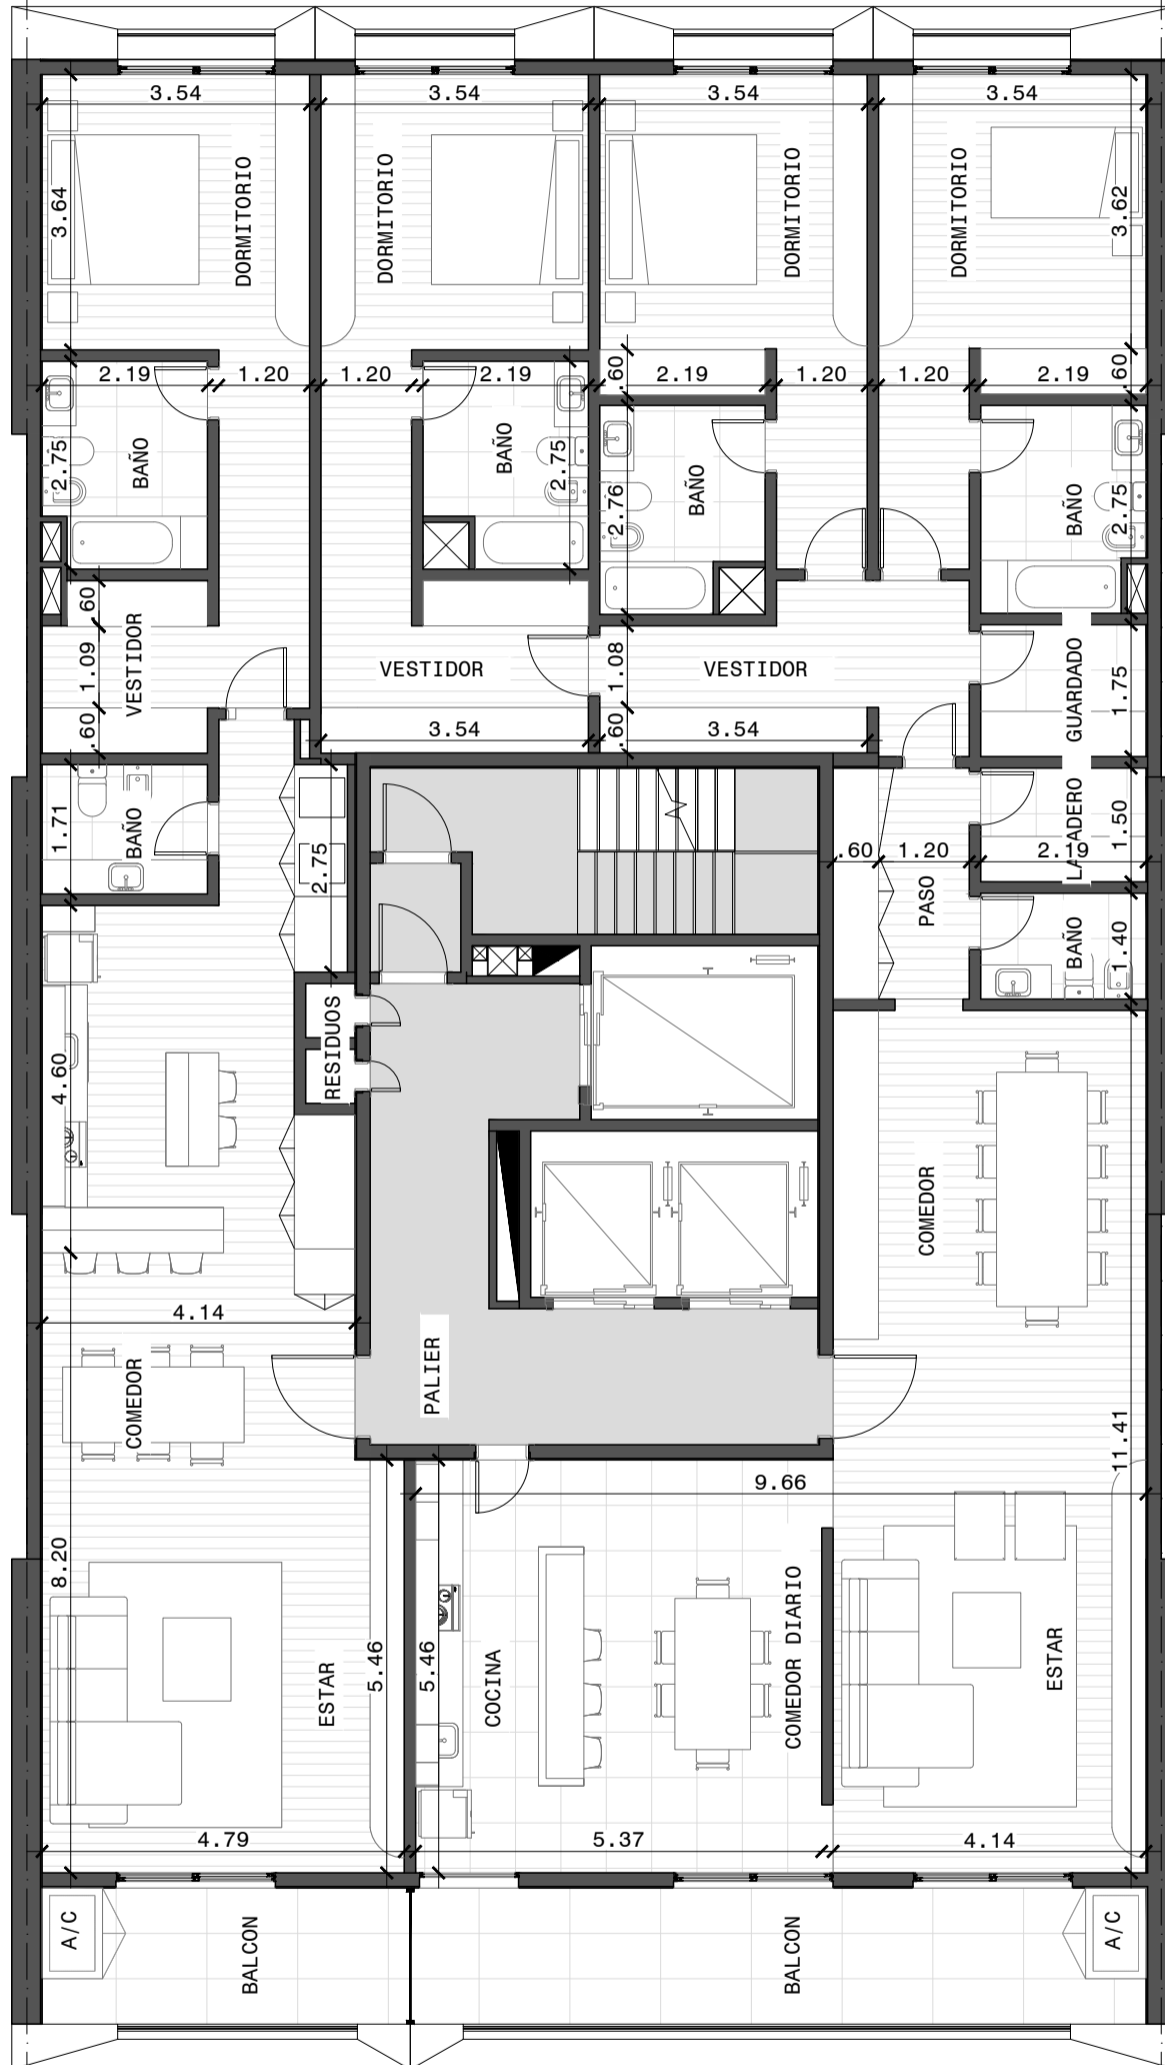 3.54
3.54
3.54
3.54
DORMITORIO
DORMITORIO
DORMITORIO
DORMITORIO
3.64
3.62
2.19
1.20
1.20
2.19
.60
2.19
1.20
1.20
2.19
.60
BAÑO
BAÑO
BAÑO
BAÑO
2.75
2.75
2.76
2.75
.60
1.09
.60
VESTIDOR
VESTIDOR
VESTIDOR
1.08
.60
GUARDADO
1.75
3.54
3.54
1.71
BAÑO
2.75
.60
1.20
2.19
LAVADERO
1.50
PASO
BAÑO
1.40
RESIDUOS
4.60
COMEDOR
4.14
PALIER
COMEDOR
11.41
9.66
8.20
ESTAR
5.46
5.46
COCINA
COMEDOR DIARIO
ESTAR
4.79
5.37
4.14
A/C
BALCON
BALCON
A/C